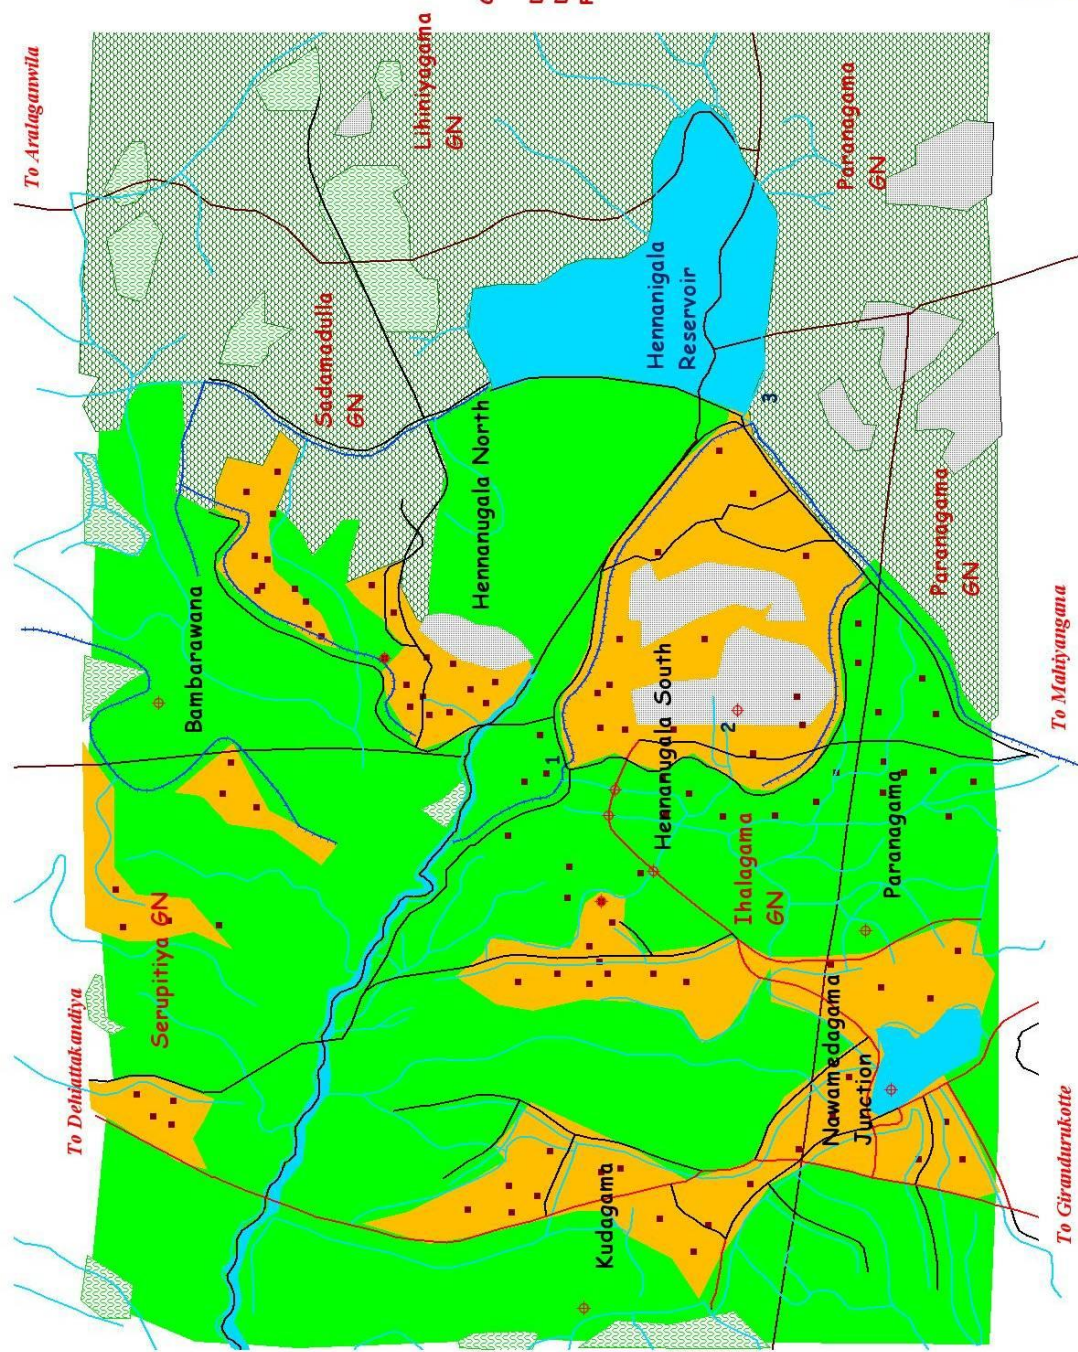 To Aralaganwila
To Dehiattakandiya
Serupitiya GN
Bambarawana
Sadamadulla
GN
Lihiniyagama
GN
Hennanugala North
1
Kudagama
Hennanigala
Reservoir
Hennanugala South
2
Ihalagama
GN
3
Nawamedagama
Junction
Paranagama
GN
Paranagama
Paranagama
GN
To Girandurukotte
To Mahiyangana